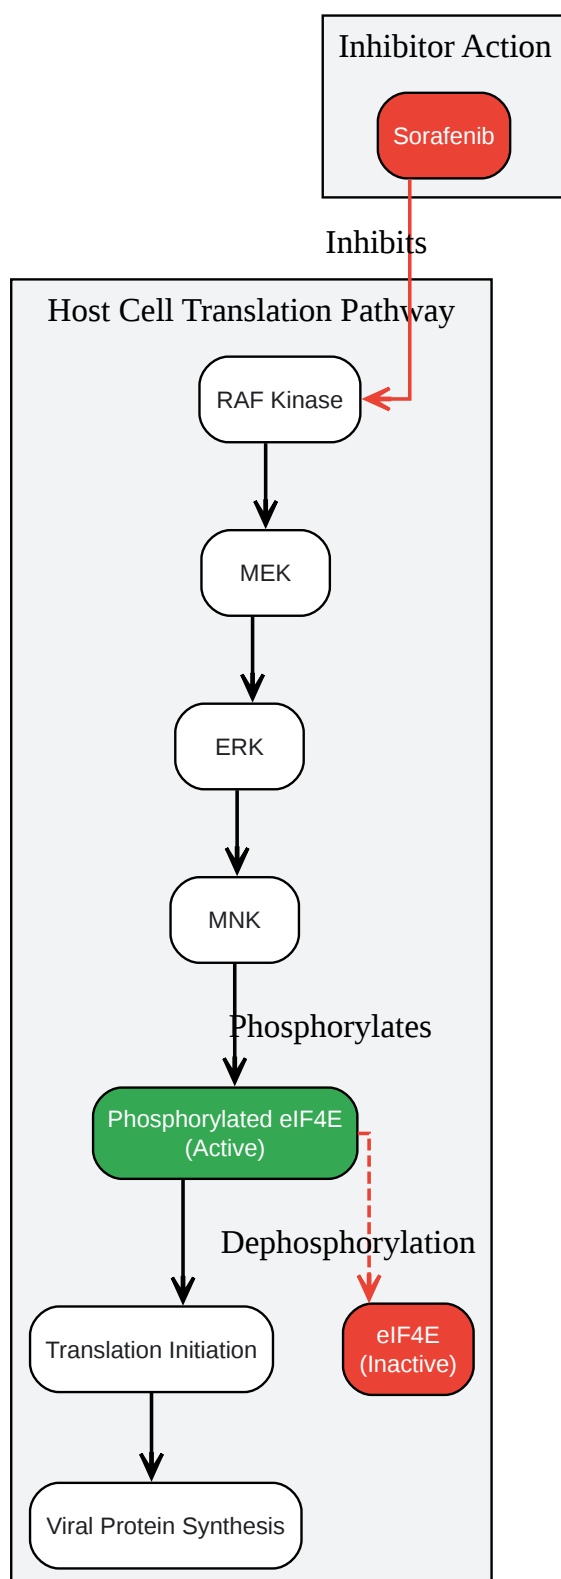 Inhibitor Action
Sorafenib
Inhibits
Host Cell Translation Pathway
RAF Kinase
MEK
ERK
MNK
Phosphorylates
Phosphorylated eIF4E
(Active)
Dephosphorylation
Translation Initiation
eIF4E
(Inactive)
Viral Protein Synthesis